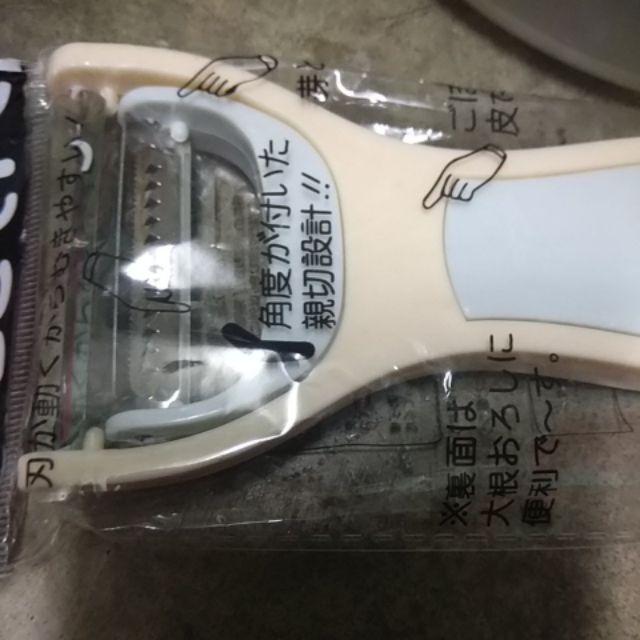 刃が動くからむきやすい!
角度が付いた
親切設計!!
※裏面は
大根おろしに
便利で〜す。